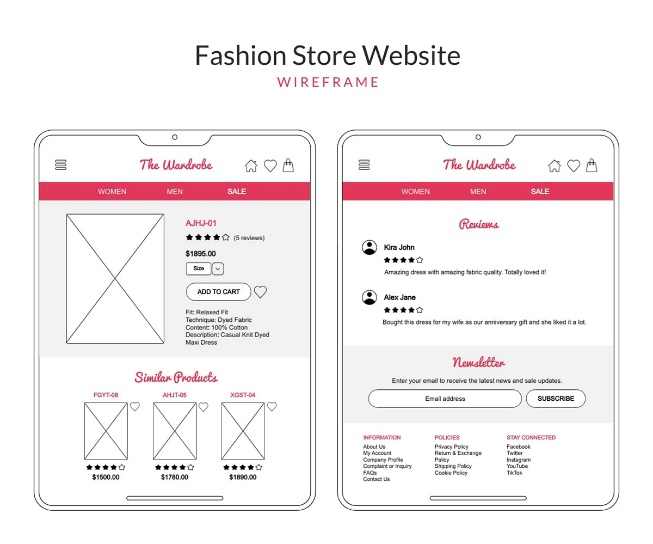 Fashion Store Website
WIREFRAME
The Wardrobe
WOMEN MEN SALE
AJHJ-01
(5 reviews)
$1895.00
Size
ADD TO CART
Fit: Relaxed Fit
Technique: Dyed Fabric
Content: 100% Cotton
Description: Casual Knit Dyed
Maxi Dress
Similar Products
FGYT-08 AHJT-05 XGST-04
$1500.00 $1780.00 $1890.00
The Wardrobe
WOMEN MEN SALE
Reviews
Kira John
Amazing dress with amazing fabric quality. Totally loved it!
Alex Jane
Bought this dress for my wife as our anniversary gift and she liked it a lot.
Newsletter
Enter your email to receive the latest news and sale updates.
Email address SUBSCRIBE
INFORMATION
About Us
My Account
Company Profile
Complaint or Inquiry
FAQs
Contact Us
POLICIES
Privacy Policy
Return & Exchange
Policy
Shipping Policy
Cookie Policy
STAY CONNECTED
Facebook
Twitter
Instagram
YouTube
TikTok